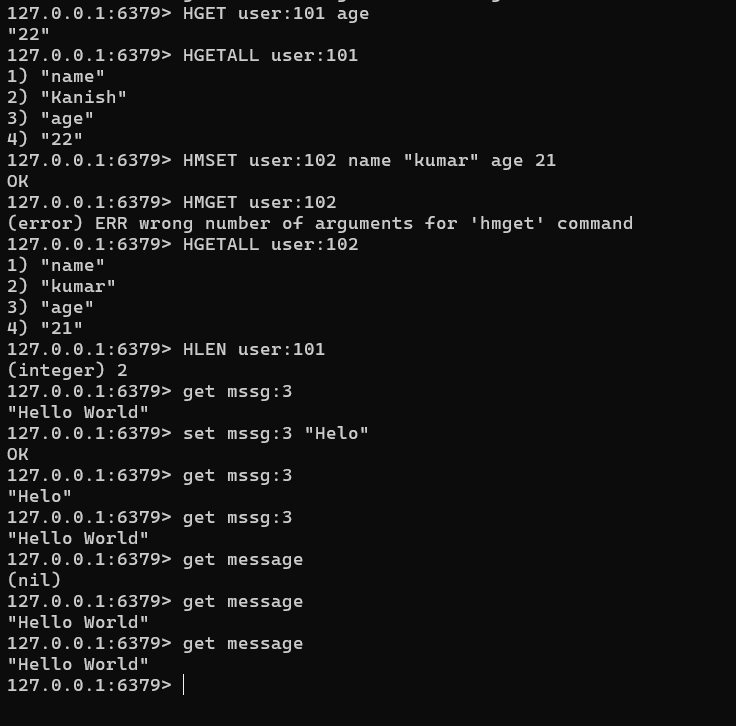 127.0.0.1:6379> HGET user:101 age
"22"
127.0.0.1:6379> HGETALL user:101
1) "name"
2) "Kanish"
3) "age"
4) "22"
127.0.0.1:6379> HMSET user:102 name "kumar" age 21
OK
127.0.0.1:6379> HMGET user:102
(error) ERR wrong number of arguments for 'hmget' command
127.0.0.1:6379> HGETALL user:102
1) "name"
2) "kumar"
3) "age"
4) "21"
127.0.0.1:6379> HLEN user:101
(integer) 2
127.0.0.1:6379> get mssg:3
"Hello World"
127.0.0.1:6379> set mssg:3 "Helo"
OK
127.0.0.1:6379> get mssg:3
"Helo"
127.0.0.1:6379> get mssg:3
"Hello World"
127.0.0.1:6379> get message
(nil)
127.0.0.1:6379> get message
"Hello World"
127.0.0.1:6379> get message
"Hello World"
127.0.0.1:6379>